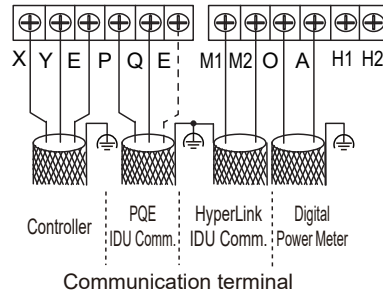 X Y E P Q E M1 M2 O A H1 H2
Controller
PQE
IDU Comm.
HyperLink
IDU Comm.
Digital
Power Meter
Communication terminal